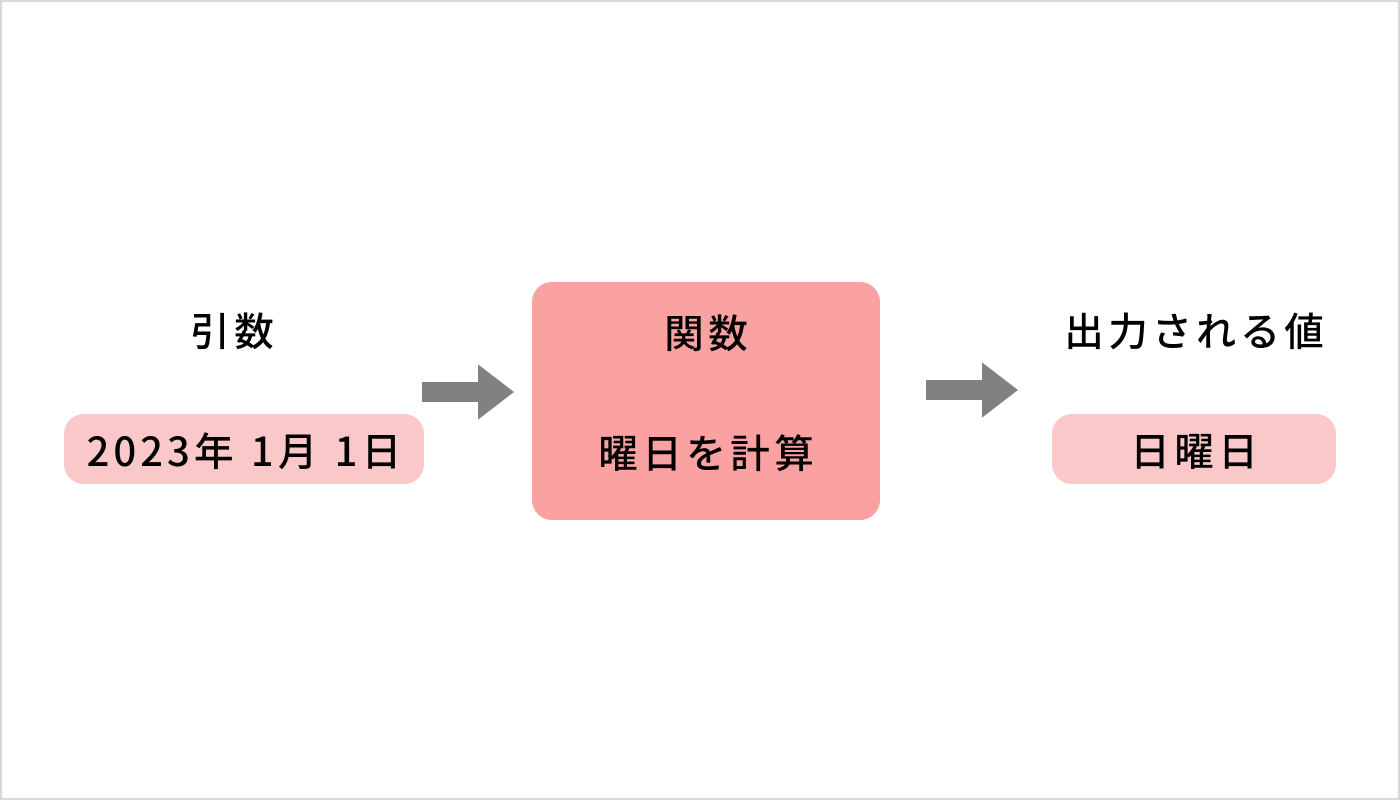 引数
2023年 1月 1日
関数
曜日を計算
出力される値
日曜日